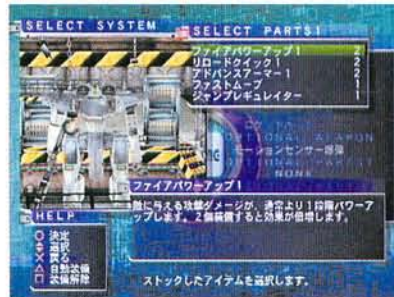 SELECT SYSTEM
SELECT PARTS1
ファイアパワーアップ1 2
リロードクイック1 2
アドバンスアーマー1 2
ファストムーブ 1
ジャンプレギュレイター 1
モーションセンサー爆弾
NONE
ファイアパワーアップ1
敵に与える攻撃ダメージが、通常より1段階パワーア
ップします。2個装備すると効果が倍増します。
HELP
○ 決定
選択
× 戻る
△ 自動装備
□ 装備解除
ストックしたアイテムを選択します。